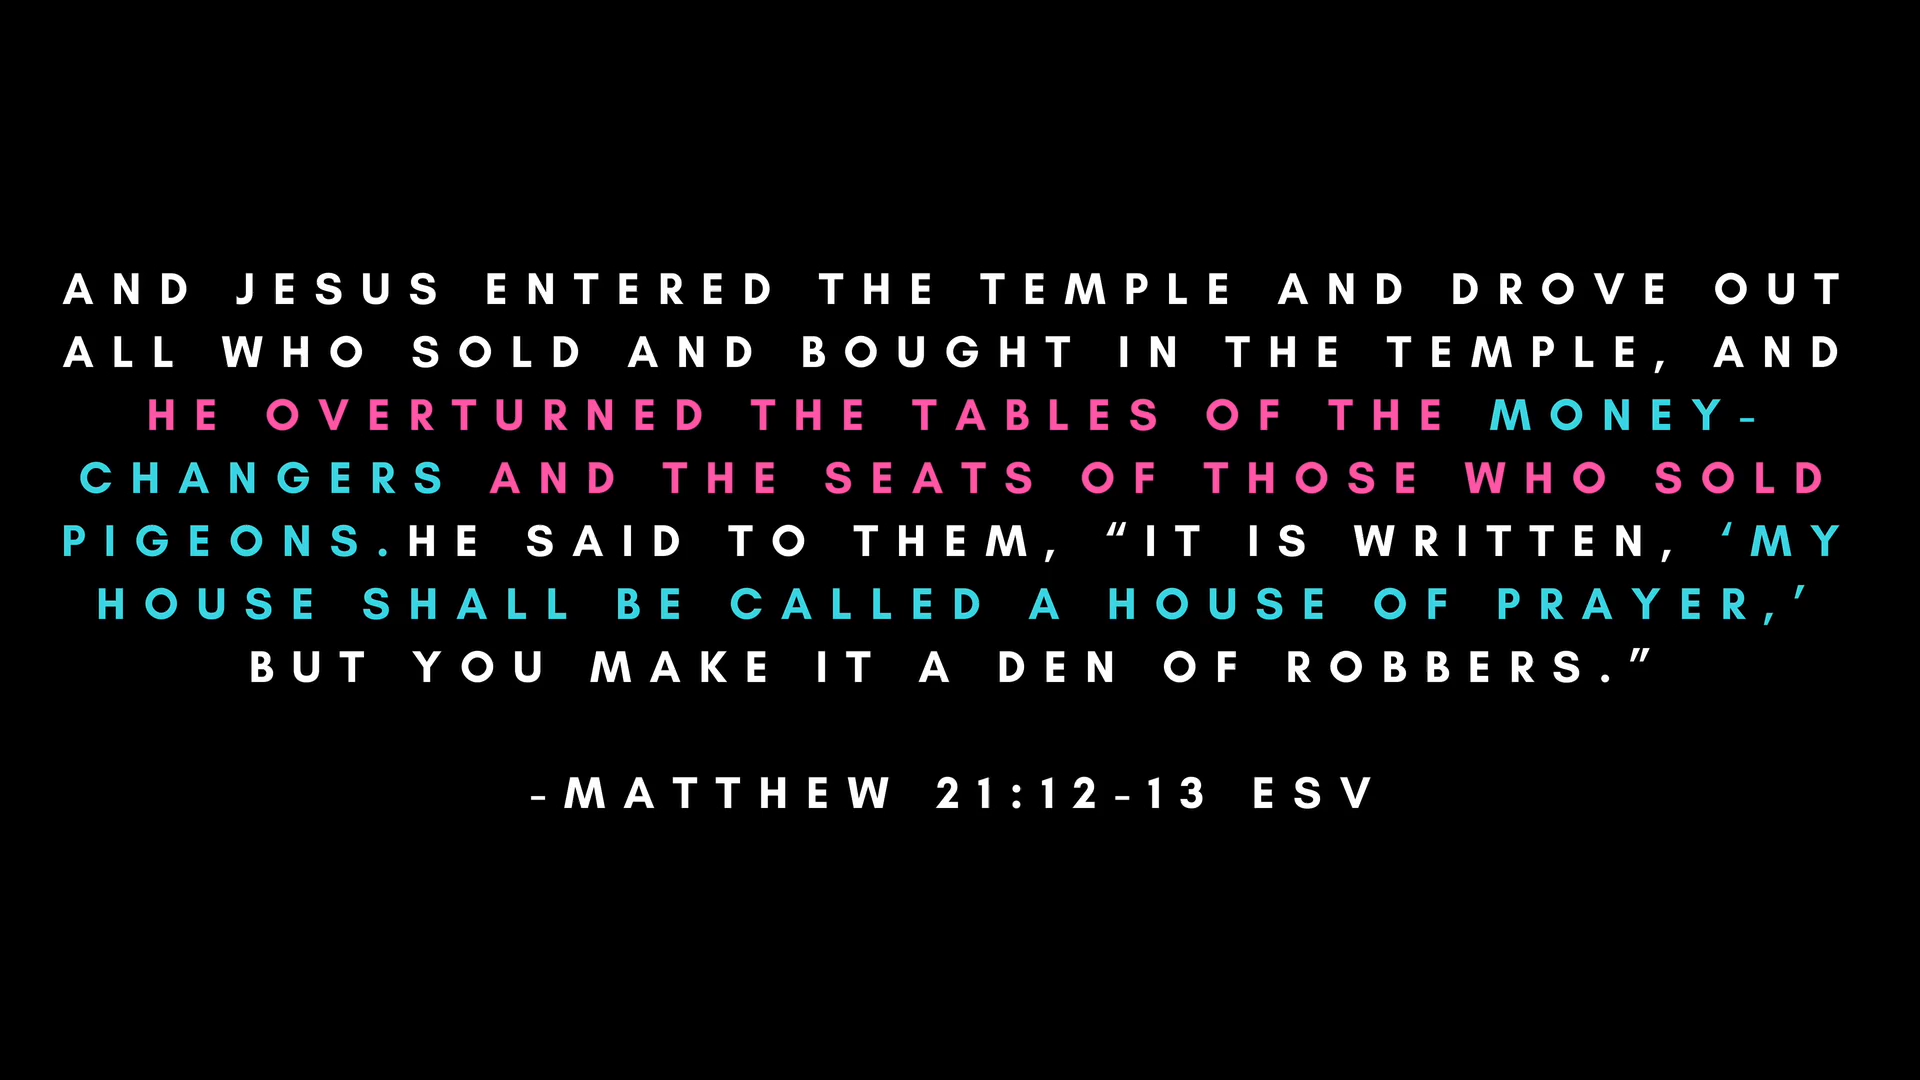 AND JESUS ENTERED THE TEMPLE AND DROVE OUT
ALL WHO SOLD AND BOUGHT IN THE TEMPLE, AND
HE OVERTURNED THE TABLES OF THE MONEY-
CHANGERS AND THE SEATS OF THOSE WHO SOLD
PIGEONS.HE SAID TO THEM, “IT IS WRITTEN, ‘MY
HOUSE SHALL BE CALLED A HOUSE OF PRAYER,’
BUT YOU MAKE IT A DEN OF ROBBERS.”
-MATTHEW 21:12-13 ESV